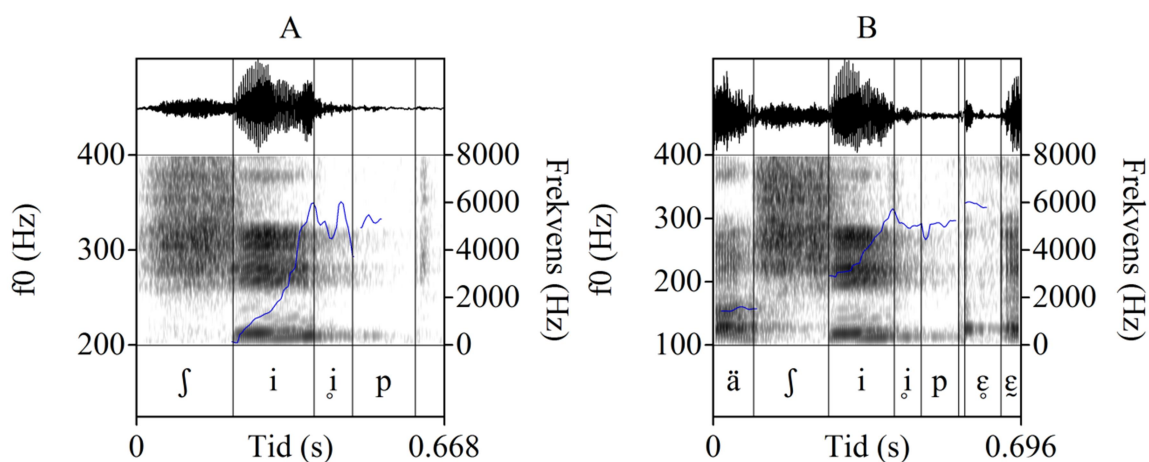 A
B
400
300
200
f0 (Hz)
8000
6000
4000
2000
0
Frekvens (Hz)
ʃ i i̥ p
0 Tid (s) 0.668
400
300
200
100
f0 (Hz)
8000
6000
4000
2000
0
Frekvens (Hz)
ä ʃ i i̥ p ɛ̥ ɛ̰
0 Tid (s) 0.696